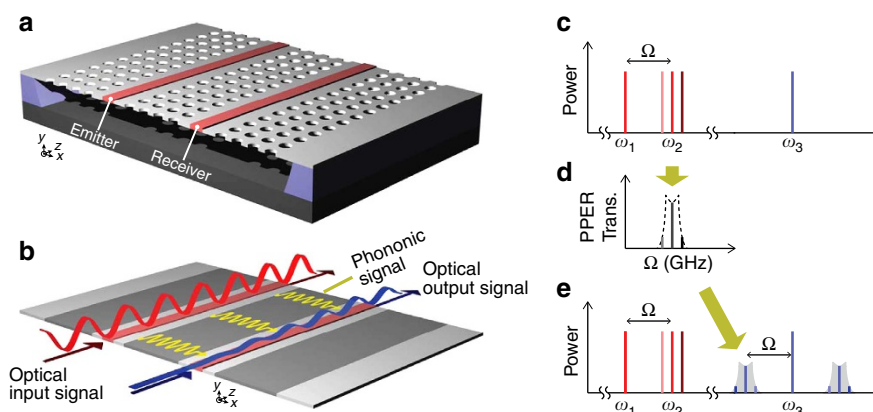 a
Emitter
Receiver
y
z
x
b
Phononic
signal
Optical
output signal
Optical
input signal
y
z
x
c
Power
Ω
ω1
ω2
ω3
d
PPER
Trans.
Ω (GHz)
e
Power
Ω
Ω
ω1
ω2
ω3